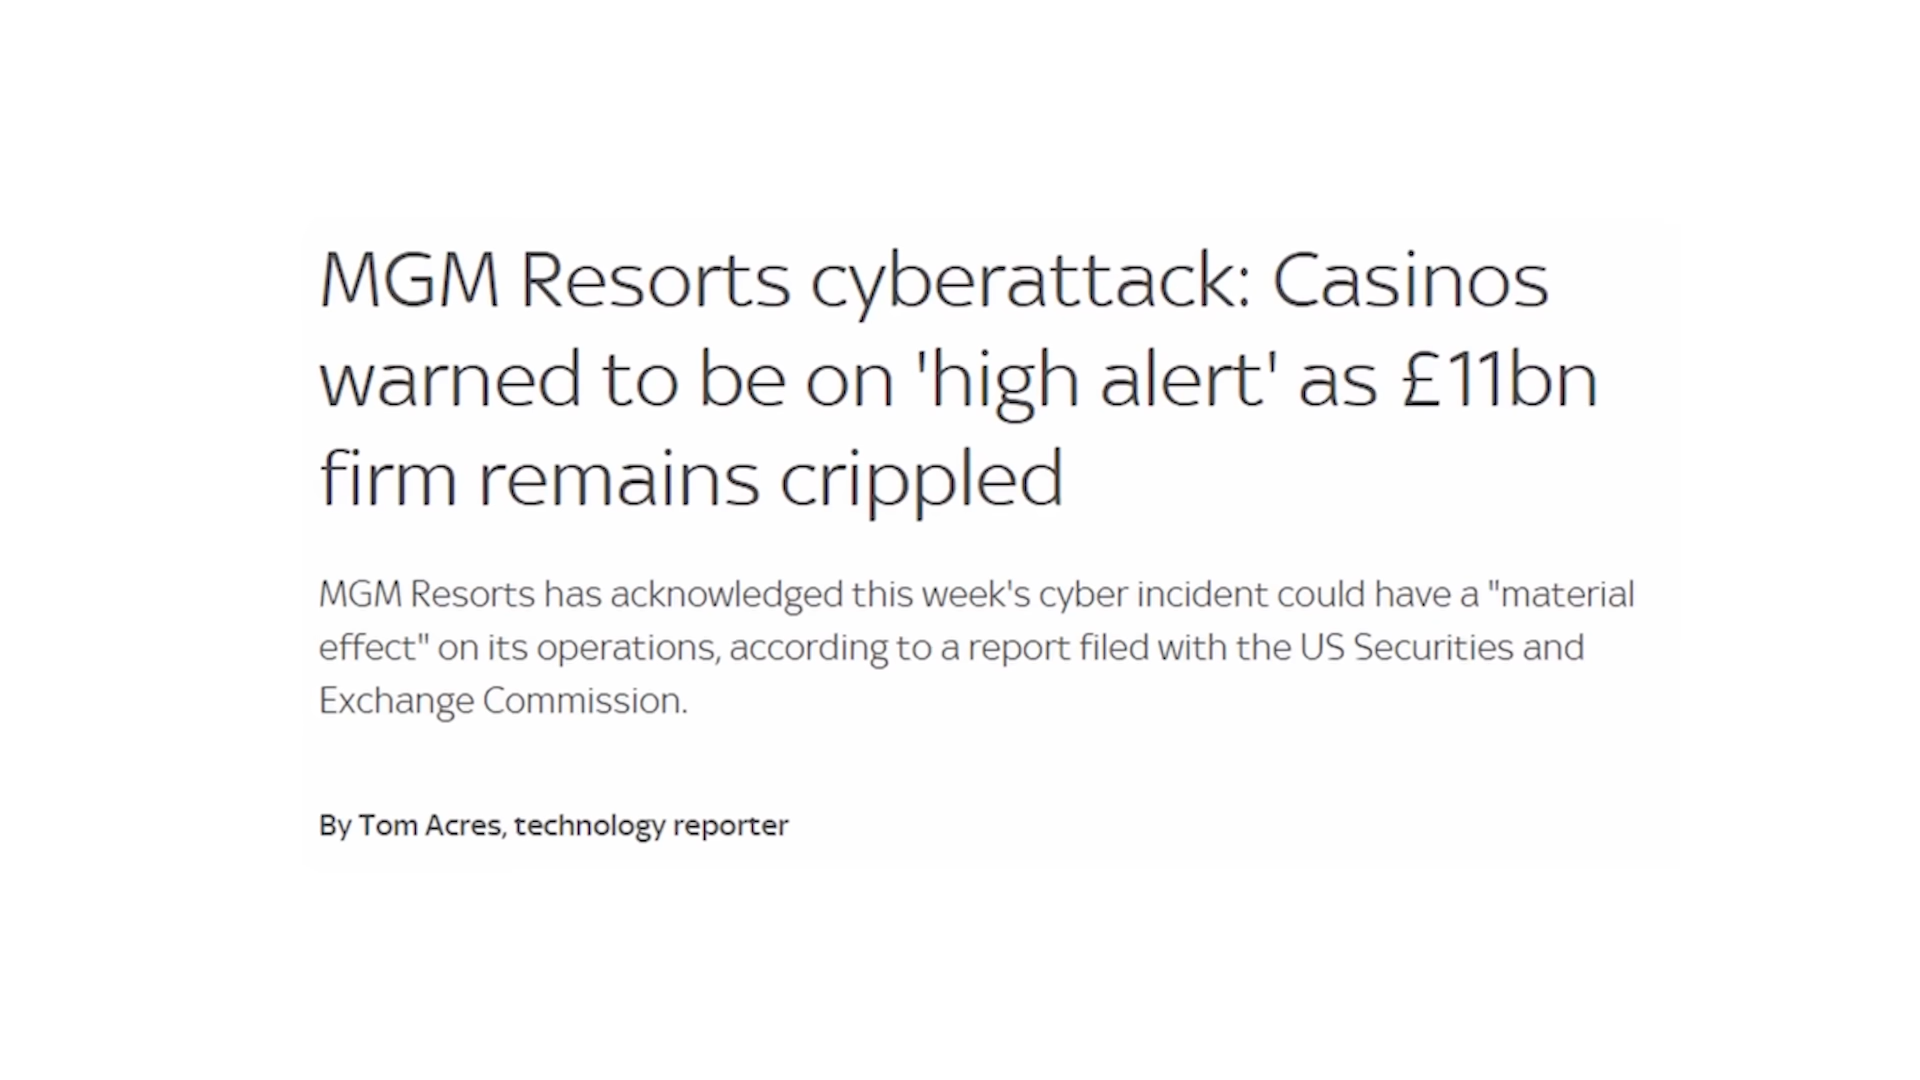 MGM Resorts cyberattack: Casinos
warned to be on 'high alert' as £11bn
firm remains crippled
MGM Resorts has acknowledged this week's cyber incident could have a "material
effect" on its operations, according to a report filed with the US Securities and
Exchange Commission.
By Tom Acres, technology reporter